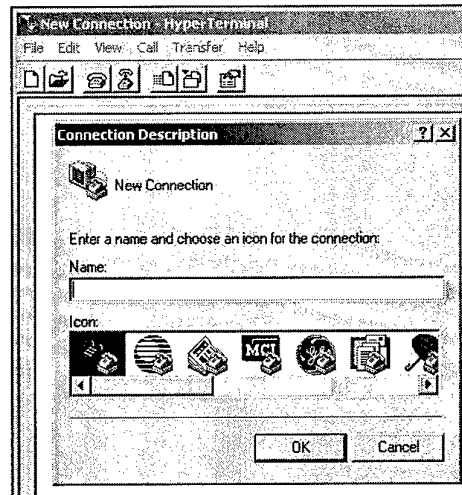 New Connection - HyperTerminal
File Edit View Call Transfer Help
Connection Description
New Connection
Enter a name and choose an icon for the connection:
Name:
Icon:
MCI
OK Cancel